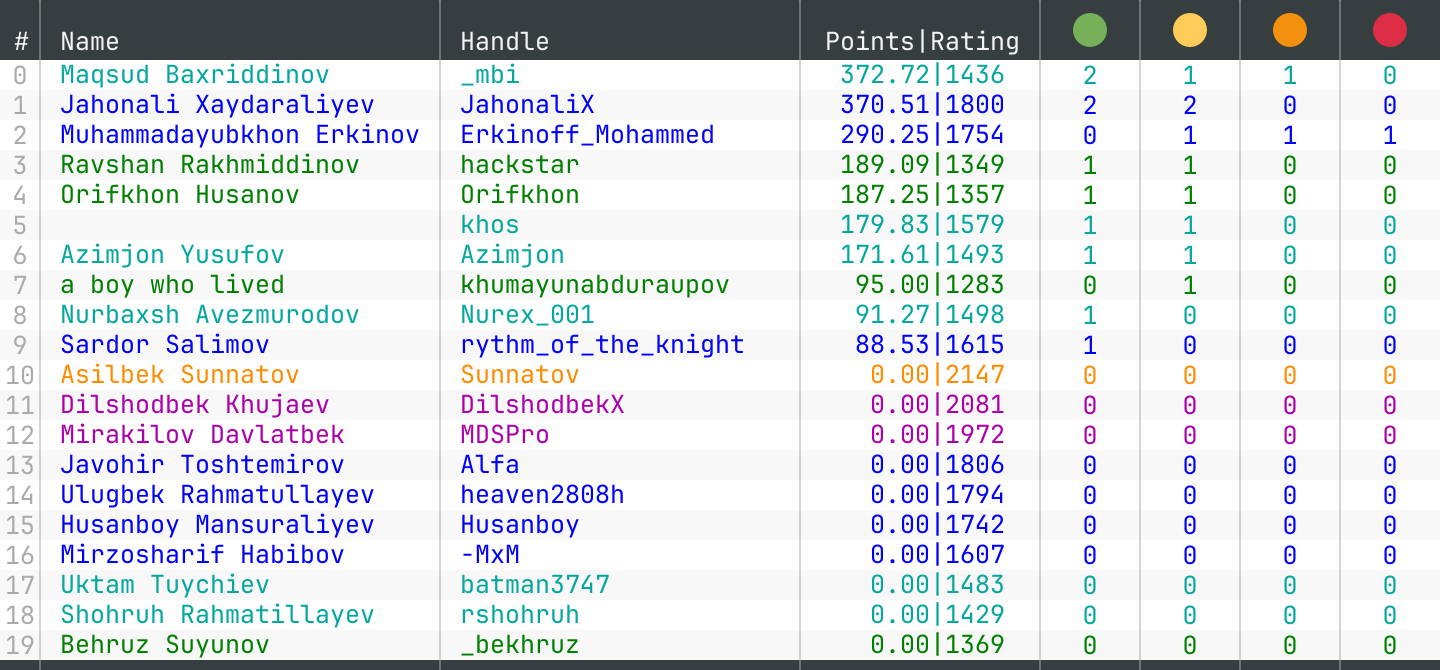 # Name Handle Points|Rating
0 Maqsud Baxriddinov _mbi 372.72|1436 2 1 1 0
1 Jahonali Xaydaraliyev JahonaliX 370.51|1800 2 2 0 0
2 Muhammadayubkhon Erkinov Erkinoff_Mohammed 290.25|1754 0 1 1 1
3 Ravshan Rakhmiddinov hackstar 189.09|1349 1 1 0 0
4 Orifkhon Husanov Orifkhon 187.25|1357 1 1 0 0
5 khos 179.83|1579 1 1 0 0
6 Azimjon Yusufov Azimjon 171.61|1493 1 1 0 0
7 a boy who lived khumayunabduraupov 95.00|1283 0 1 0 0
8 Nurbaxsh Avezmurodov Nurex_001 91.27|1498 1 0 0 0
9 Sardor Salimov rythm_of_the_knight 88.53|1615 1 0 0 0
10 Asilbek Sunnatov Sunnatov 0.00|2147 0 0 0 0
11 Dilshodbek Khujaev DilshodbekX 0.00|2081 0 0 0 0
12 Mirakilov Davlatbek MDSPro 0.00|1972 0 0 0 0
13 Javohir Toshtemirov Alfa 0.00|1806 0 0 0 0
14 Ulugbek Rahmatullayev heaven2808h 0.00|1794 0 0 0 0
15 Husanboy Mansuraliyev Husanboy 0.00|1742 0 0 0 0
16 Mirzosharif Habibov -MxM 0.00|1607 0 0 0 0
17 Uktam Tuychiev batman3747 0.00|1483 0 0 0 0
18 Shohruh Rahmatillayev rshohruh 0.00|1429 0 0 0 0
19 Behruz Suyunov _bekhruz 0.00|1369 0 0 0 0